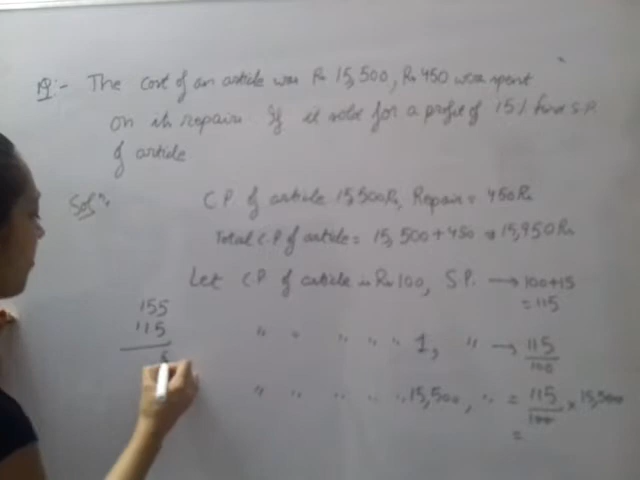 Q:- The cost of an article was Rs 15,500, Rs 450 were spent
on its repairs. If it sold for a profit of 15% find S.P.
of article
Solⁿ:
C.P of article 15,500Rs, Repair = 450Rs
Total C.P of article = 15,500+450 = 15,950Rs
Let C.P of article is Rs 100, S.P. → 100+15
= 115
" " " " 1, " → 115/100
" " " " " 15,500, " = 115/100 × 15,500
=
155
115
5